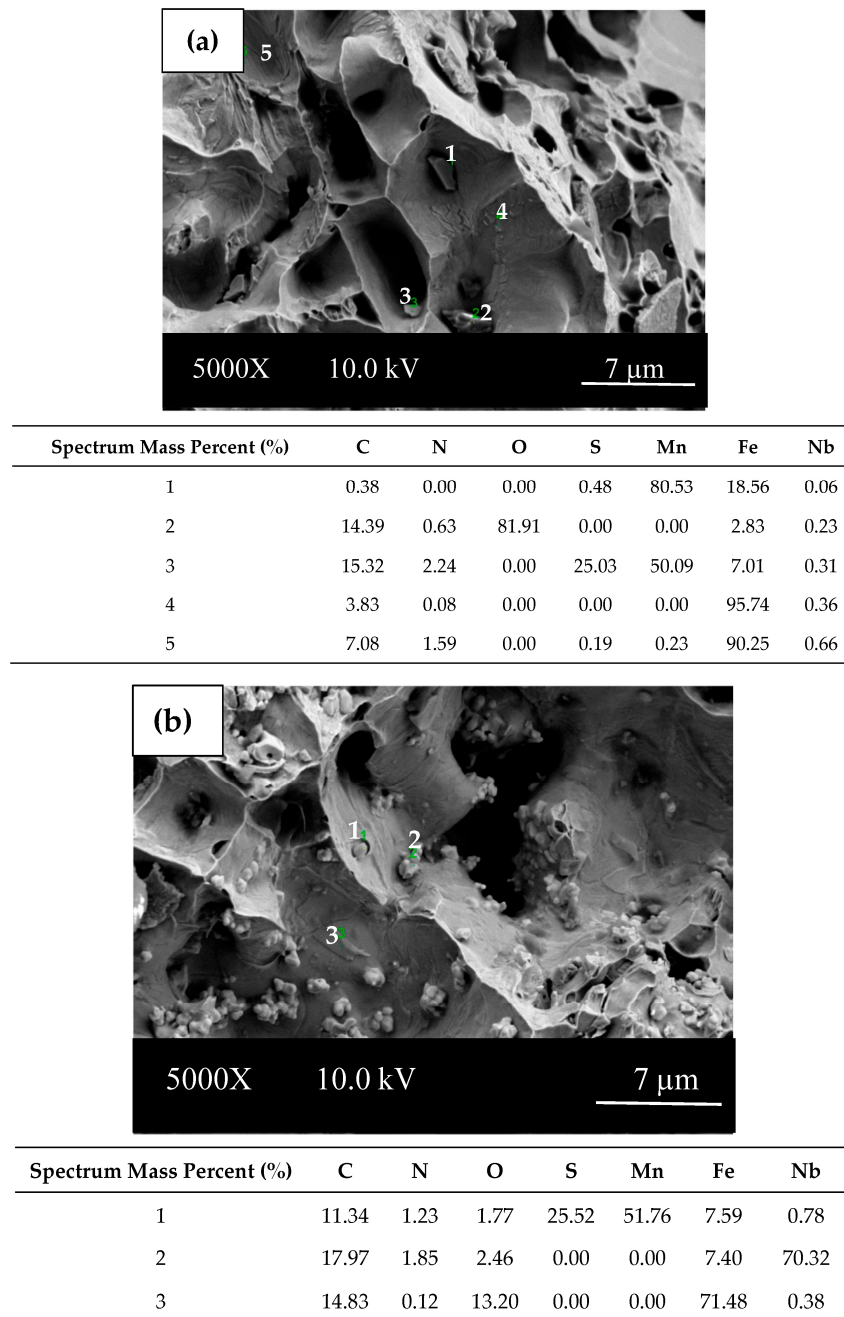 (a)
5
1
4
3 3
2 2
5000X 10.0 kV 7 μm
Spectrum Mass Percent (%) C N O S Mn Fe Nb
1 0.38 0.00 0.00 0.48 80.53 18.56 0.06
2 14.39 0.63 81.91 0.00 0.00 2.83 0.23
3 15.32 2.24 0.00 25.03 50.09 7.01 0.31
4 3.83 0.08 0.00 0.00 0.00 95.74 0.36
5 7.08 1.59 0.00 0.19 0.23 90.25 0.66
(b)
1 1
2
3
5000X 10.0 kV 7 μm
Spectrum Mass Percent (%) C N O S Mn Fe Nb
1 11.34 1.23 1.77 25.52 51.76 7.59 0.78
2 17.97 1.85 2.46 0.00 0.00 7.40 70.32
3 14.83 0.12 13.20 0.00 0.00 71.48 0.38